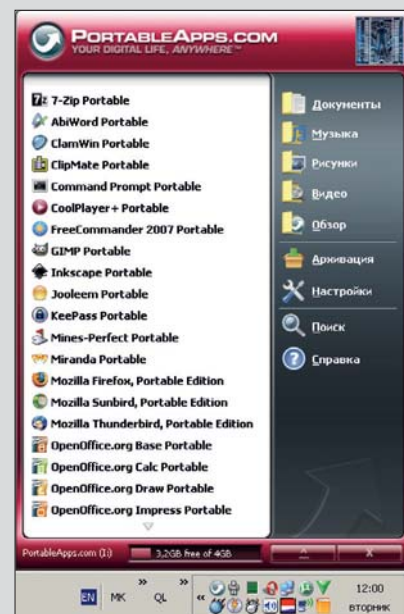 PORTABLEAPPS.COM
YOUR DIGITAL LIFE, ANYWHERE™
7-Zip Portable
AbiWord Portable
ClamWin Portable
ClipMate Portable
Command Prompt Portable
CoolPlayer+ Portable
FreeCommander 2007 Portable
GIMP Portable
Inkscape Portable
Jooleem Portable
KeePass Portable
Mines-Perfect Portable
Miranda Portable
Mozilla Firefox, Portable Edition
Mozilla Sunbird, Portable Edition
Mozilla Thunderbird, Portable Edition
OpenOffice.org Base Portable
OpenOffice.org Calc Portable
OpenOffice.org Draw Portable
OpenOffice.org Impress Portable
Документы
Музыка
Рисунки
Видео
Обзор
Архивация
Настройки
Поиск
Справка
PortableApps.com (I:) 3,2GB free of 4GB X
EN MK » QL » « 12:00
вторник